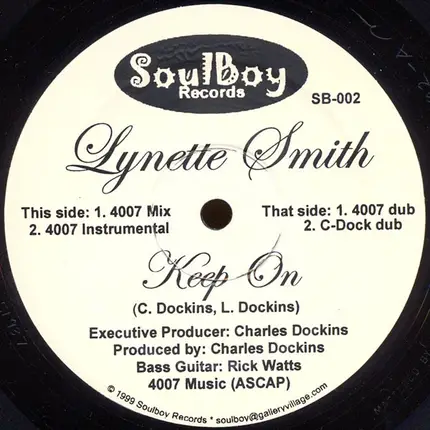 SoulBoy
Records
SB-002
Lynette Smith
This side: 1. 4007 Mix
2. 4007 Instrumental
That side: 1. 4007 dub
2. C-Dock dub
Keep On
(C. Dockins, L. Dockins)
Executive Producer: Charles Dockins
Produced by: Charles Dockins
Bass Guitar: Rick Watts
4007 Music (ASCAP)
© 1999 Soulboy Records * soulboy@galleryvillage.com